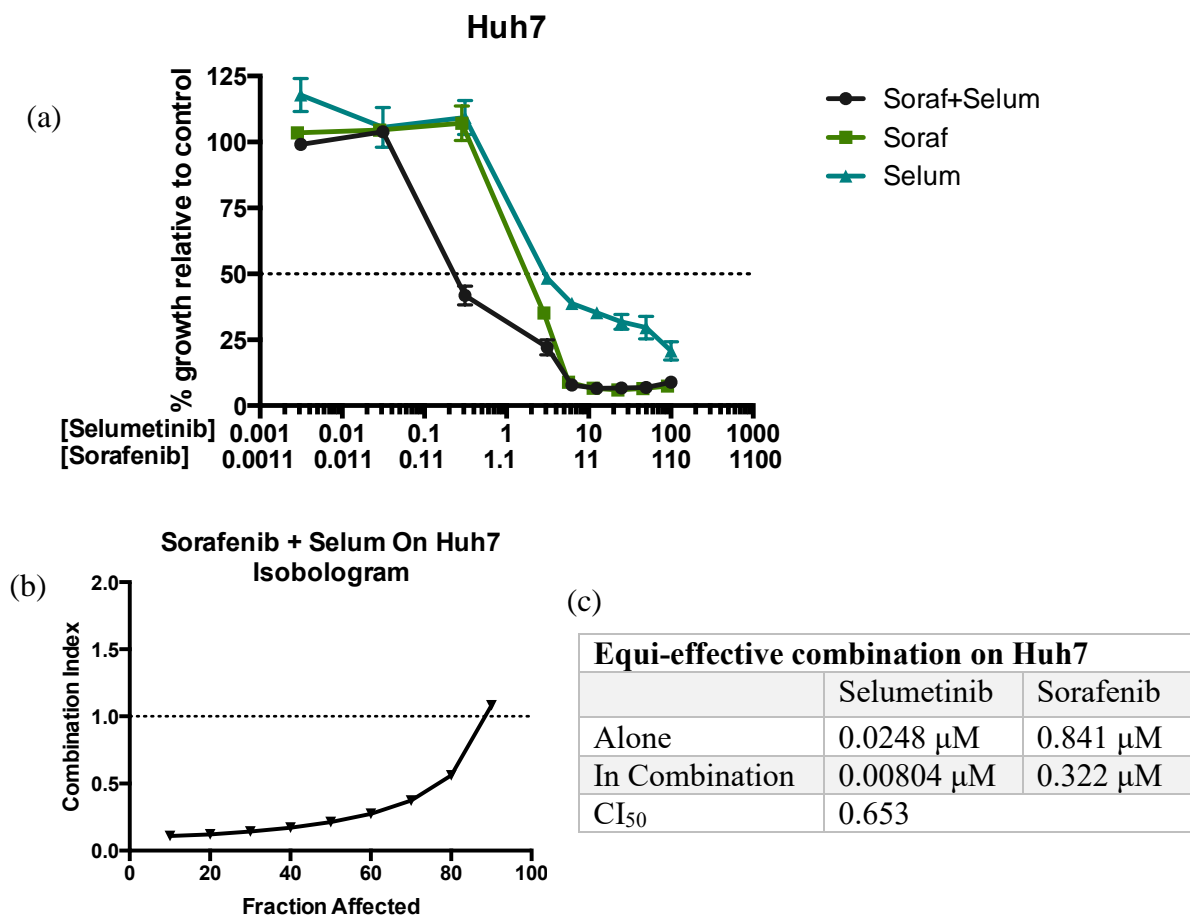 Huh7
(a)
% growth relative to control
125
100
75
50
25
0
Soraf+Selum
Soraf
Selum
[Selumetinib] 0.001 0.01 0.1 1 10 100 1000
[Sorafenib] 0.0011 0.011 0.11 1.1 11 110 1100
(b)
Sorafenib + Selum On Huh7
Isobologram
Combination Index
2.0
1.5
1.0
0.5
0.0
0 20 40 60 80 100
Fraction Affected
(c)
Equi-effective combination on Huh7
Selumetinib Sorafenib
Alone 0.0248 μM 0.841 μM
In Combination 0.00804 μM 0.322 μM
CI₅₀ 0.653